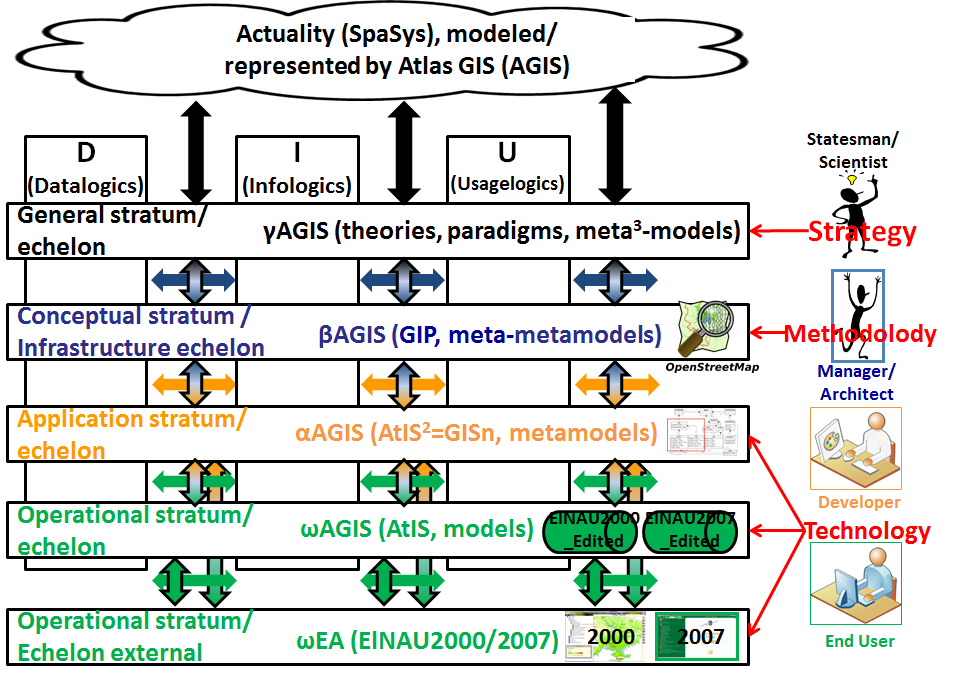 Actuality (SpaSys), modeled/
represented by Atlas GIS (AGIS)
D
(Datalogics)
I
(Infologics)
U
(Usagelogics)
Statesman/
Scientist
General stratum/
echelon
γAGIS (theories, paradigms, meta³-models)
Strategy
Conceptual stratum /
Infrastructure echelon
βAGIS (GIP, meta-metamodels)
OpenStreetMap
Methodolody
Manager/
Architect
Application stratum/
echelon
αAGIS (AtIS²=GISn, metamodels)
Developer
Operational stratum/
echelon
ωAGIS (AtIS, models)
ElNAU2000
_Edited
ElNAU2007
_Edited
Technology
Operational stratum/
Echelon external
ωEA (ElNAU2000/2007)
2000
2007
End User